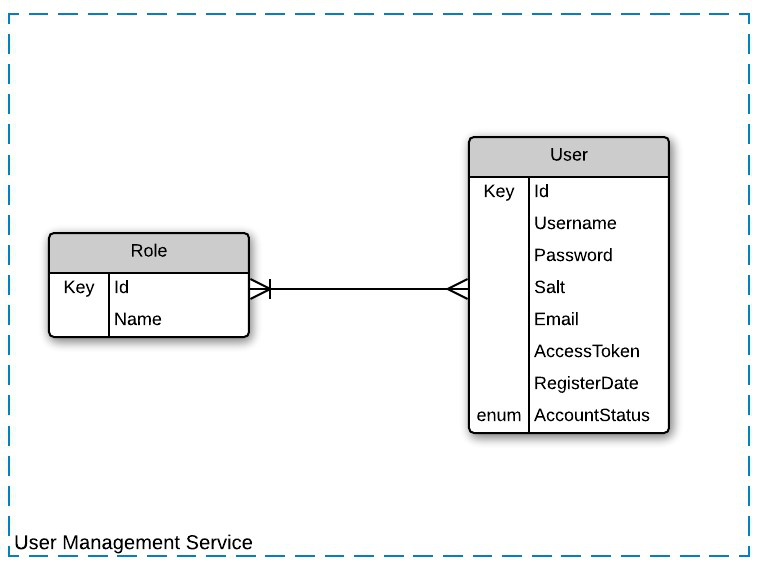 Role
Key Id
Name
User
Key Id
Username
Password
Salt
Email
AccessToken
RegisterDate
enum AccountStatus
User Management Service